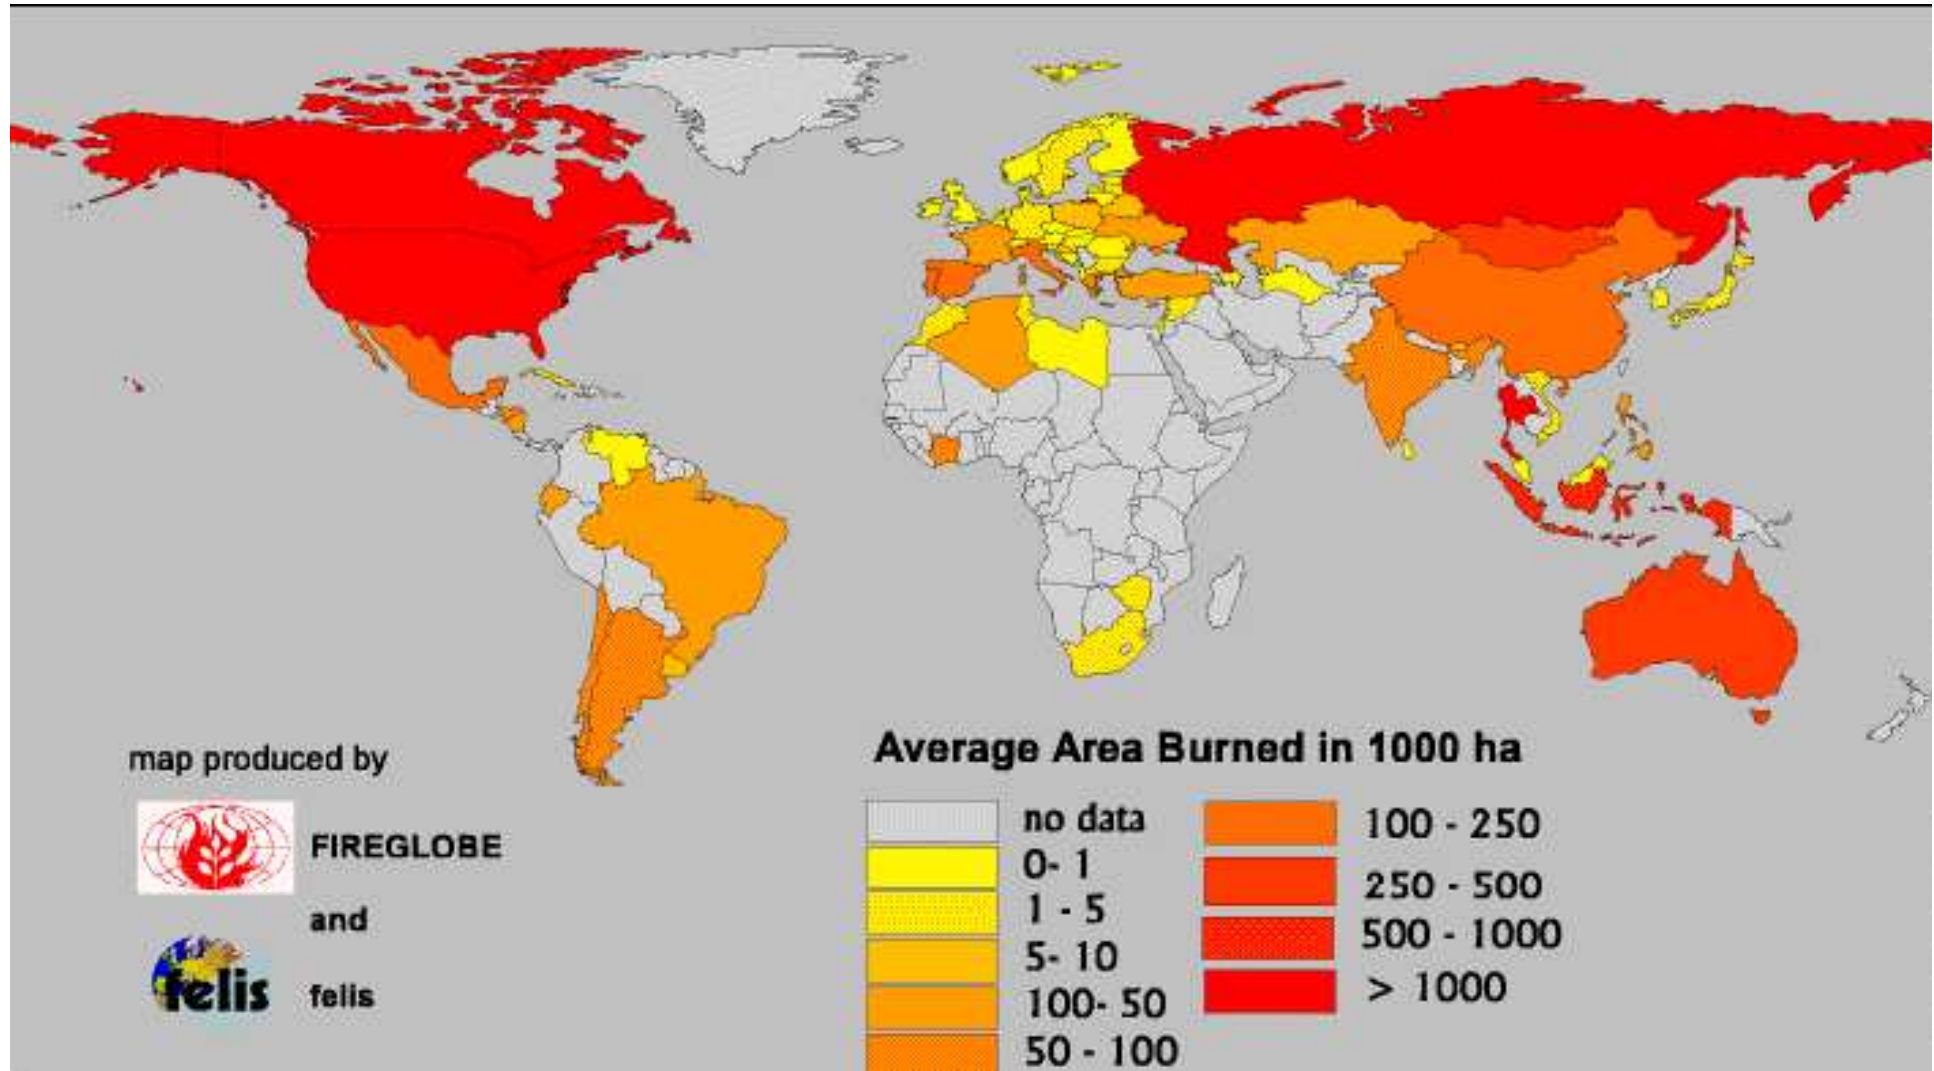 map produced by
FIREGLOBE
and
felis
felis
Average Area Burned in 1000 ha
no data
0- 1
1 - 5
5- 10
100- 50
50 - 100
100 - 250
250 - 500
500 - 1000
> 1000